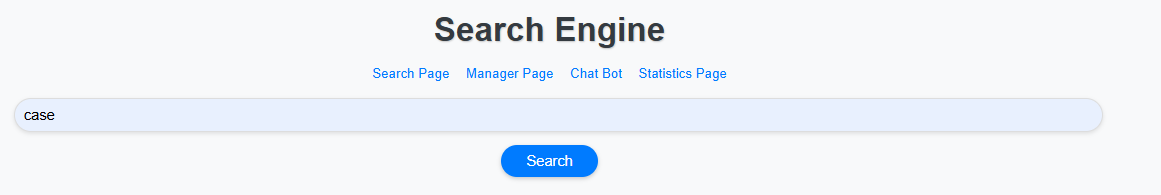 Search Engine
Search Page Manager Page Chat Bot Statistics Page
case
Search